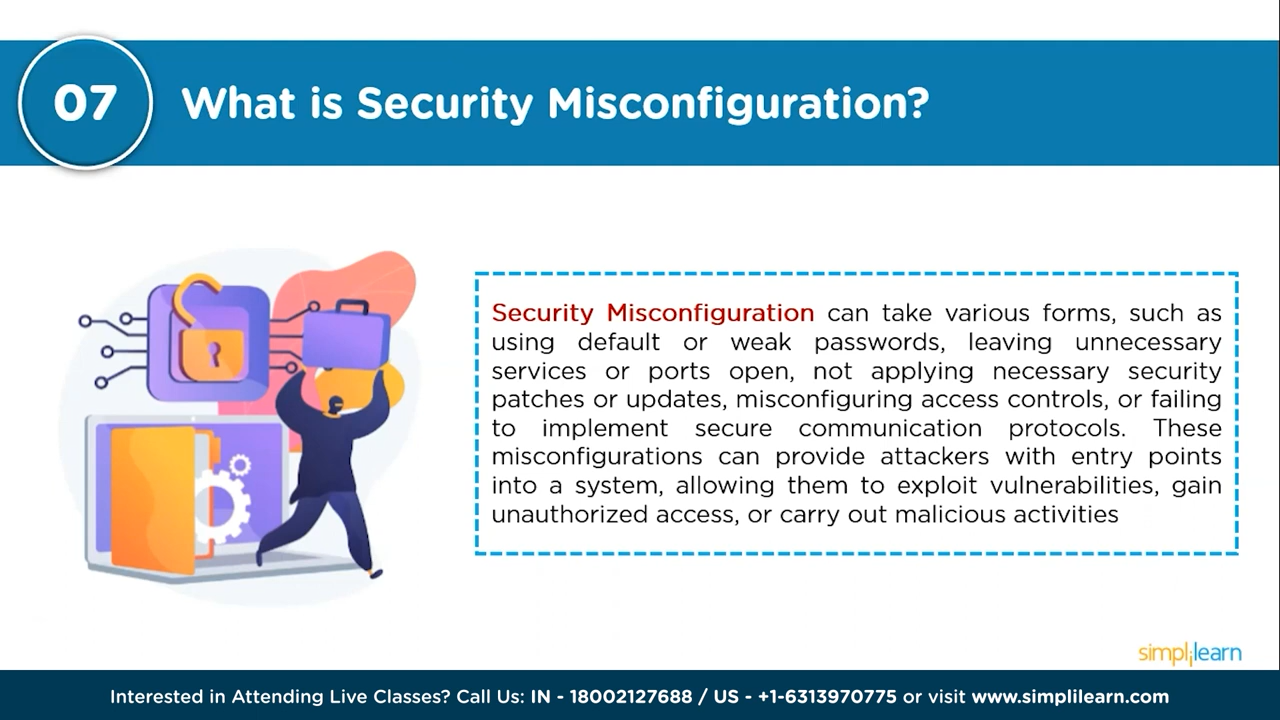 07
What is Security Misconfiguration?
Security Misconfiguration can take various forms, such as
using default or weak passwords, leaving unnecessary
services or ports open, not applying necessary security
patches or updates, misconfiguring access controls, or failing
to implement secure communication protocols. These
misconfigurations can provide attackers with entry points
into a system, allowing them to exploit vulnerabilities, gain
unauthorized access, or carry out malicious activities
simplilearn
Interested in Attending Live Classes? Call Us: IN - 18002127688 / US - +1-6313970775 or visit www.simplilearn.com